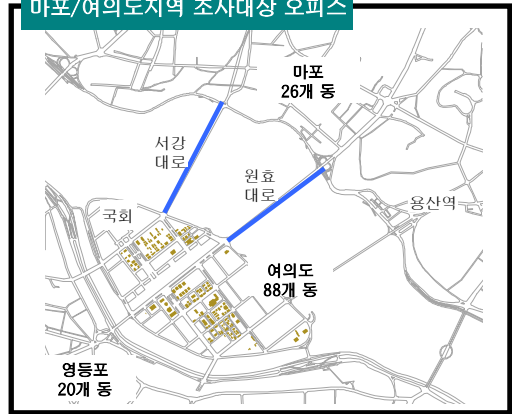 마포/여의도지역 조사대상 오피스
마포
26개 동
서강
대로
원효
대로
국회
용산역
여의도
88개 동
영등포
20개 동